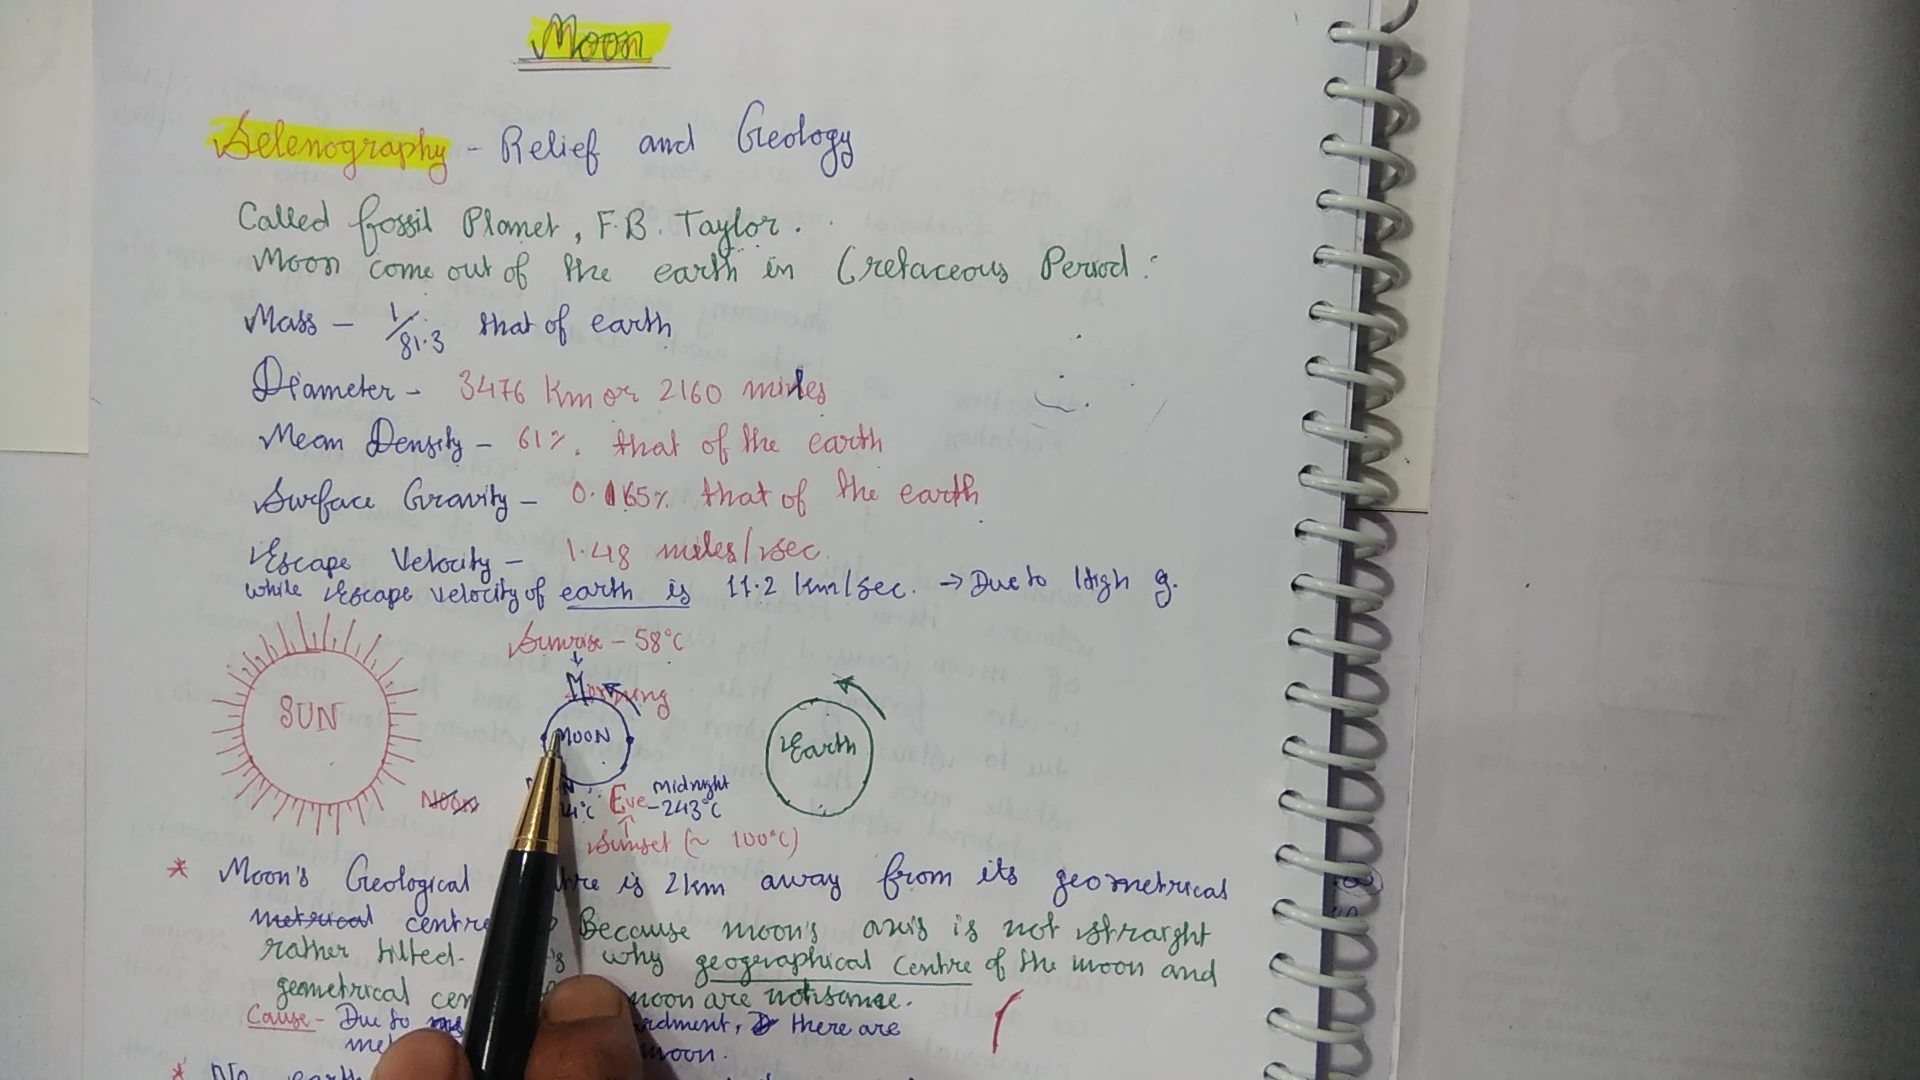 Moon
Selenography - Relief and Geology
Called fossil Planet, F.B. Taylor.
Moon come out of the earth in Cretaceous Period.
Mass - 1/81.3 that of earth
Diameter - 3476 Km or 2160 miles
Mean Density - 61%. that of the earth
Surface Gravity - 0.165% that of the earth
Escape Velocity - 1.48 miles/sec.
while Escape velocity of earth is 11.2 km/sec. → Due to High g.
Sunrise - 58°C
Morning
SUN
MOON
Earth
Noon
Eve
midnight
-243°C
Sunset (~ 100°C)
* Moon's Geological is 2km away from its geometrical
metrical centre Because moon's axis is not straight
rather tilted. why geographical centre of the moon and
geometrical moon are not same.
Cause - Due to there are
moon.
* No earth